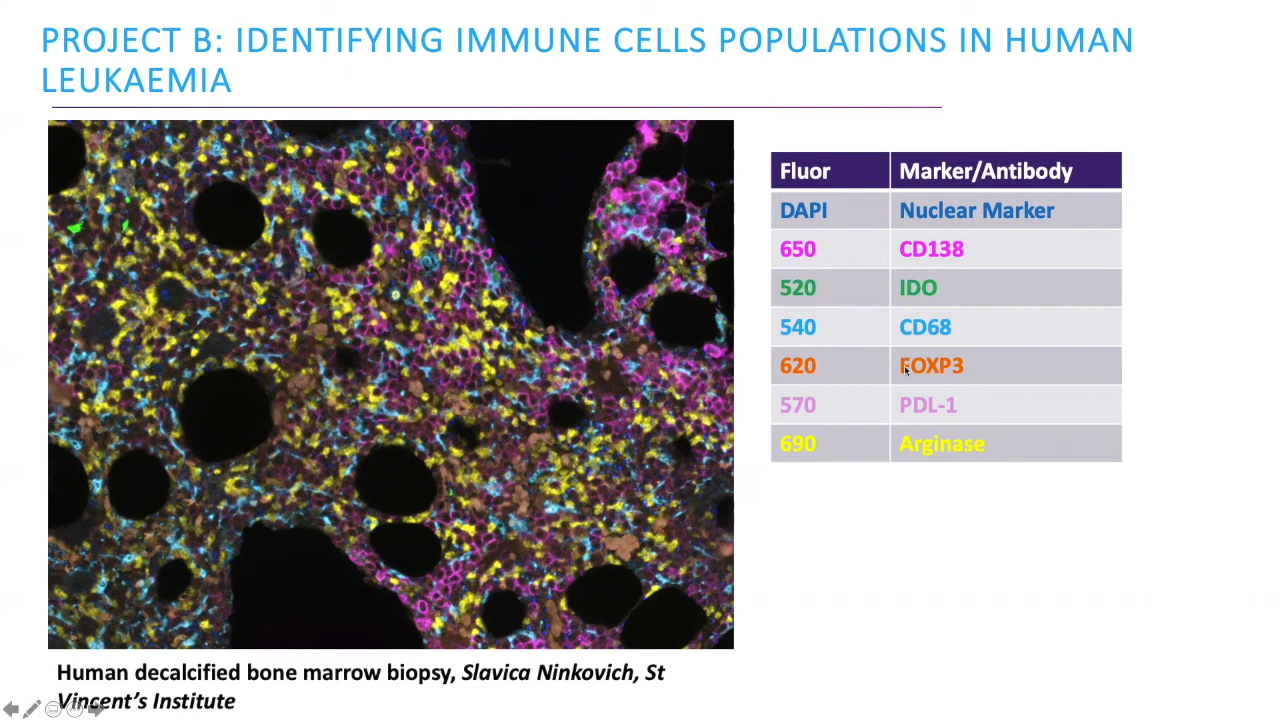 PROJECT B: IDENTIFYING IMMUNE CELLS POPULATIONS IN HUMAN
LEUKAEMIA
Fluor Marker/Antibody
DAPI Nuclear Marker
650 CD138
520 IDO
540 CD68
620 FOXP3
570 PDL-1
690 Arginase
Human decalcified bone marrow biopsy, Slavica Ninkovich, St
Vincent’s Institute